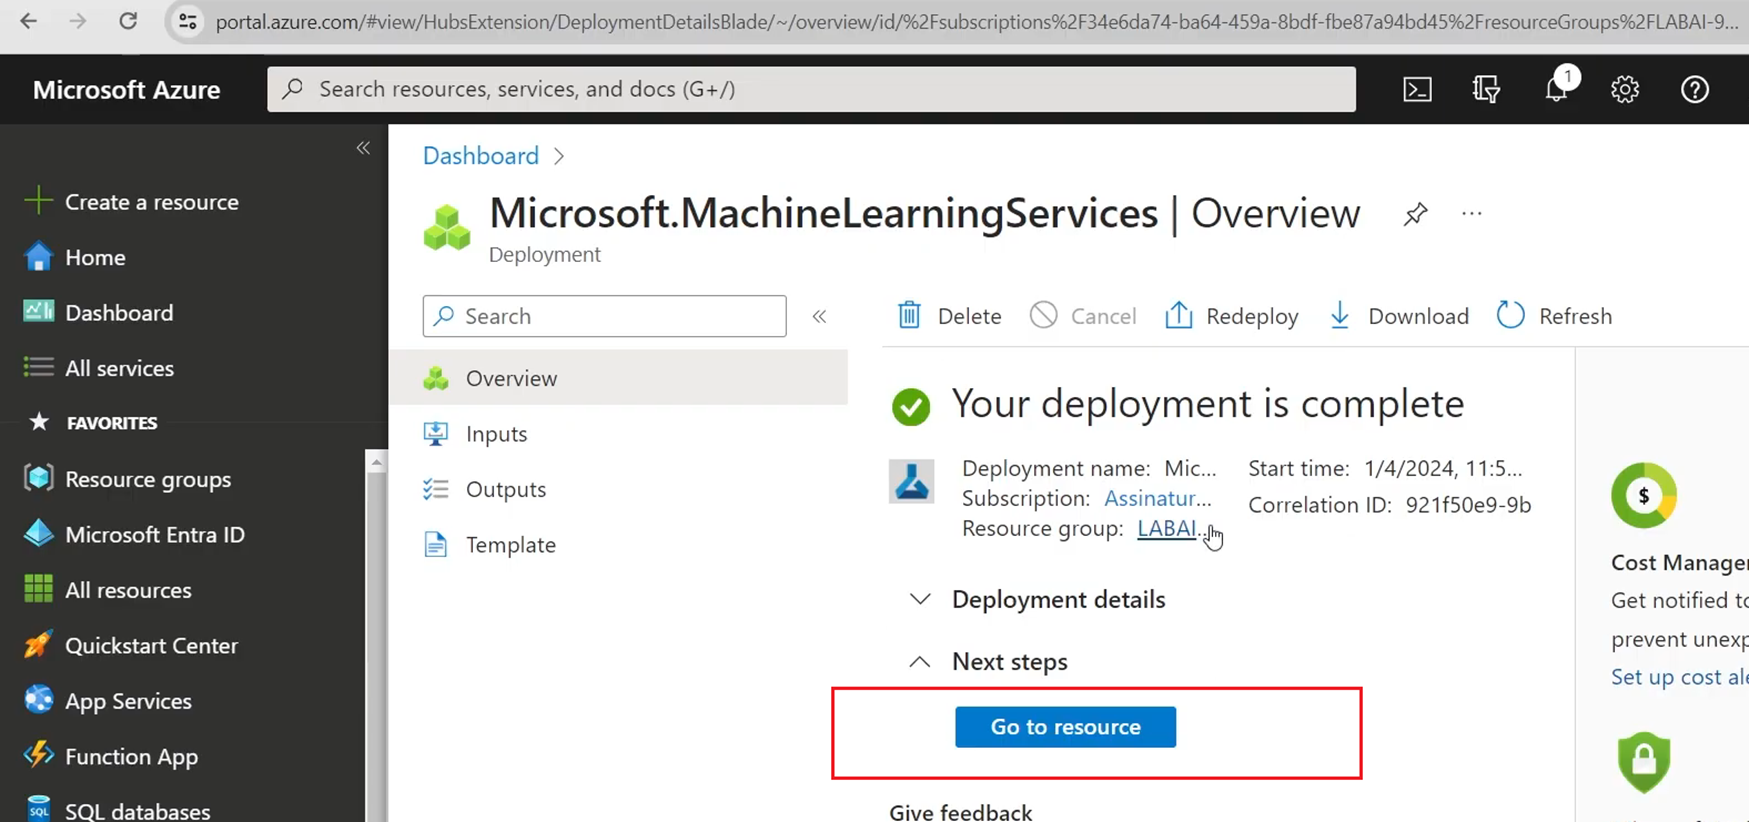 portal.azure.com/#view/HubsExtension/DeploymentDetailsBlade/~/overview/id/%2Fsubscriptions%2F34e6da74-ba64-459a-8bdf-fbe87a94bd45%2FresourceGroups%2FLABAI-9...
Microsoft Azure
Search resources, services, and docs (G+/)
1
Create a resource
Home
Dashboard
All services
FAVORITES
Resource groups
Microsoft Entra ID
All resources
Quickstart Center
App Services
Function App
SQL
SQL databases
Dashboard
Microsoft.MachineLearningServices | Overview
Deployment
Search
Overview
Inputs
Outputs
Template
Delete
Cancel
Redeploy
Download
Refresh
Your deployment is complete
Deployment name: Mic...
Subscription: Assinatur...
Resource group: LABAI...
Start time: 1/4/2024, 11:5...
Correlation ID: 921f50e9-9b
Deployment details
Next steps
Go to resource
Give feedback
$
Cost Manager
Get notified to
prevent unexp
Set up cost ale